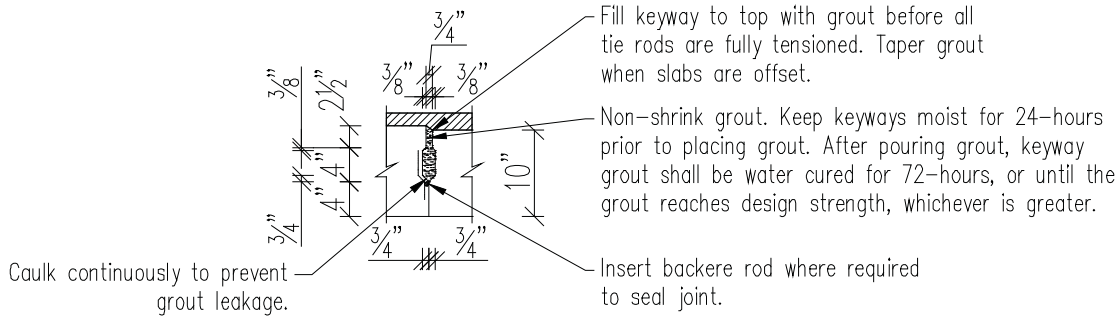 3/4"
3/8" 3/8"
3/8"
2 1/2"
4"
4"
3/4"
10"
3/4" 3/4"
Fill keyway to top with grout before all
tie rods are fully tensioned. Taper grout
when slabs are offset.
Non-shrink grout. Keep keyways moist for 24-hours
prior to placing grout. After pouring grout, keyway
grout shall be water cured for 72-hours, or until the
grout reaches design strength, whichever is greater.
Caulk continuously to prevent
grout leakage.
Insert backere rod where required
to seal joint.